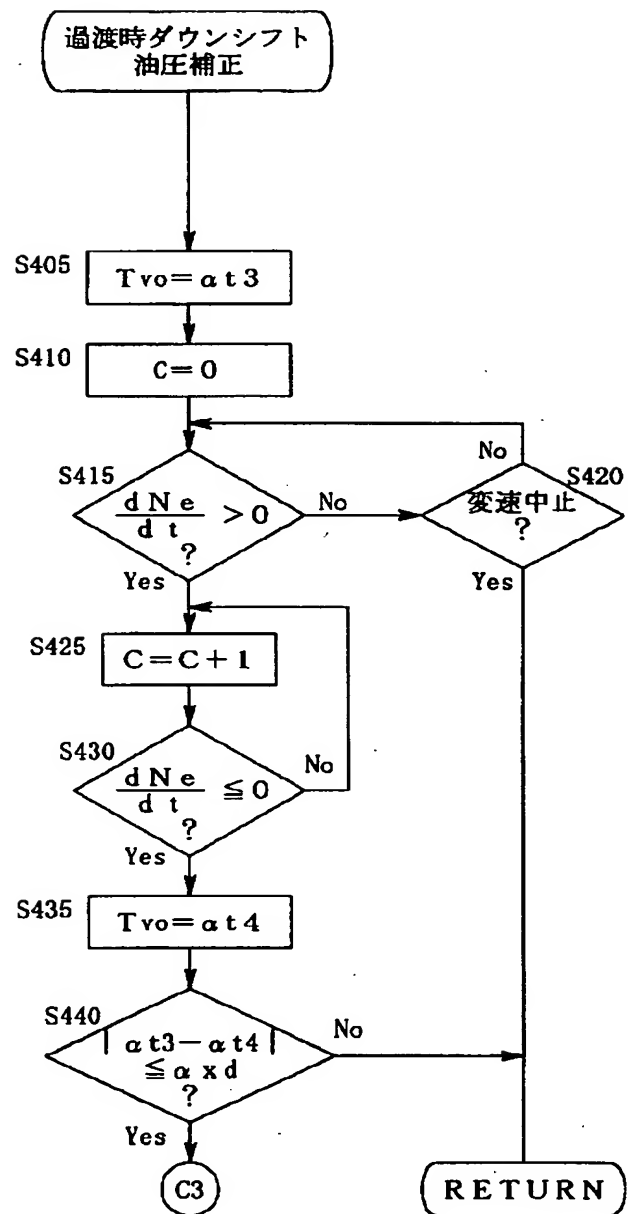 過渡時ダウンシフト
油圧補正
S405
Tvo=αt3
S410
C=0
S415
dNe
dt
>0
?
No
Yes
No
S420
変速中止
?
Yes
S425
C=C+1
S430
dNe
dt
≦0
?
No
Yes
S435
Tvo=αt4
S440
| αt3-αt4 |
≦αxd
?
No
Yes
C3
RETURN